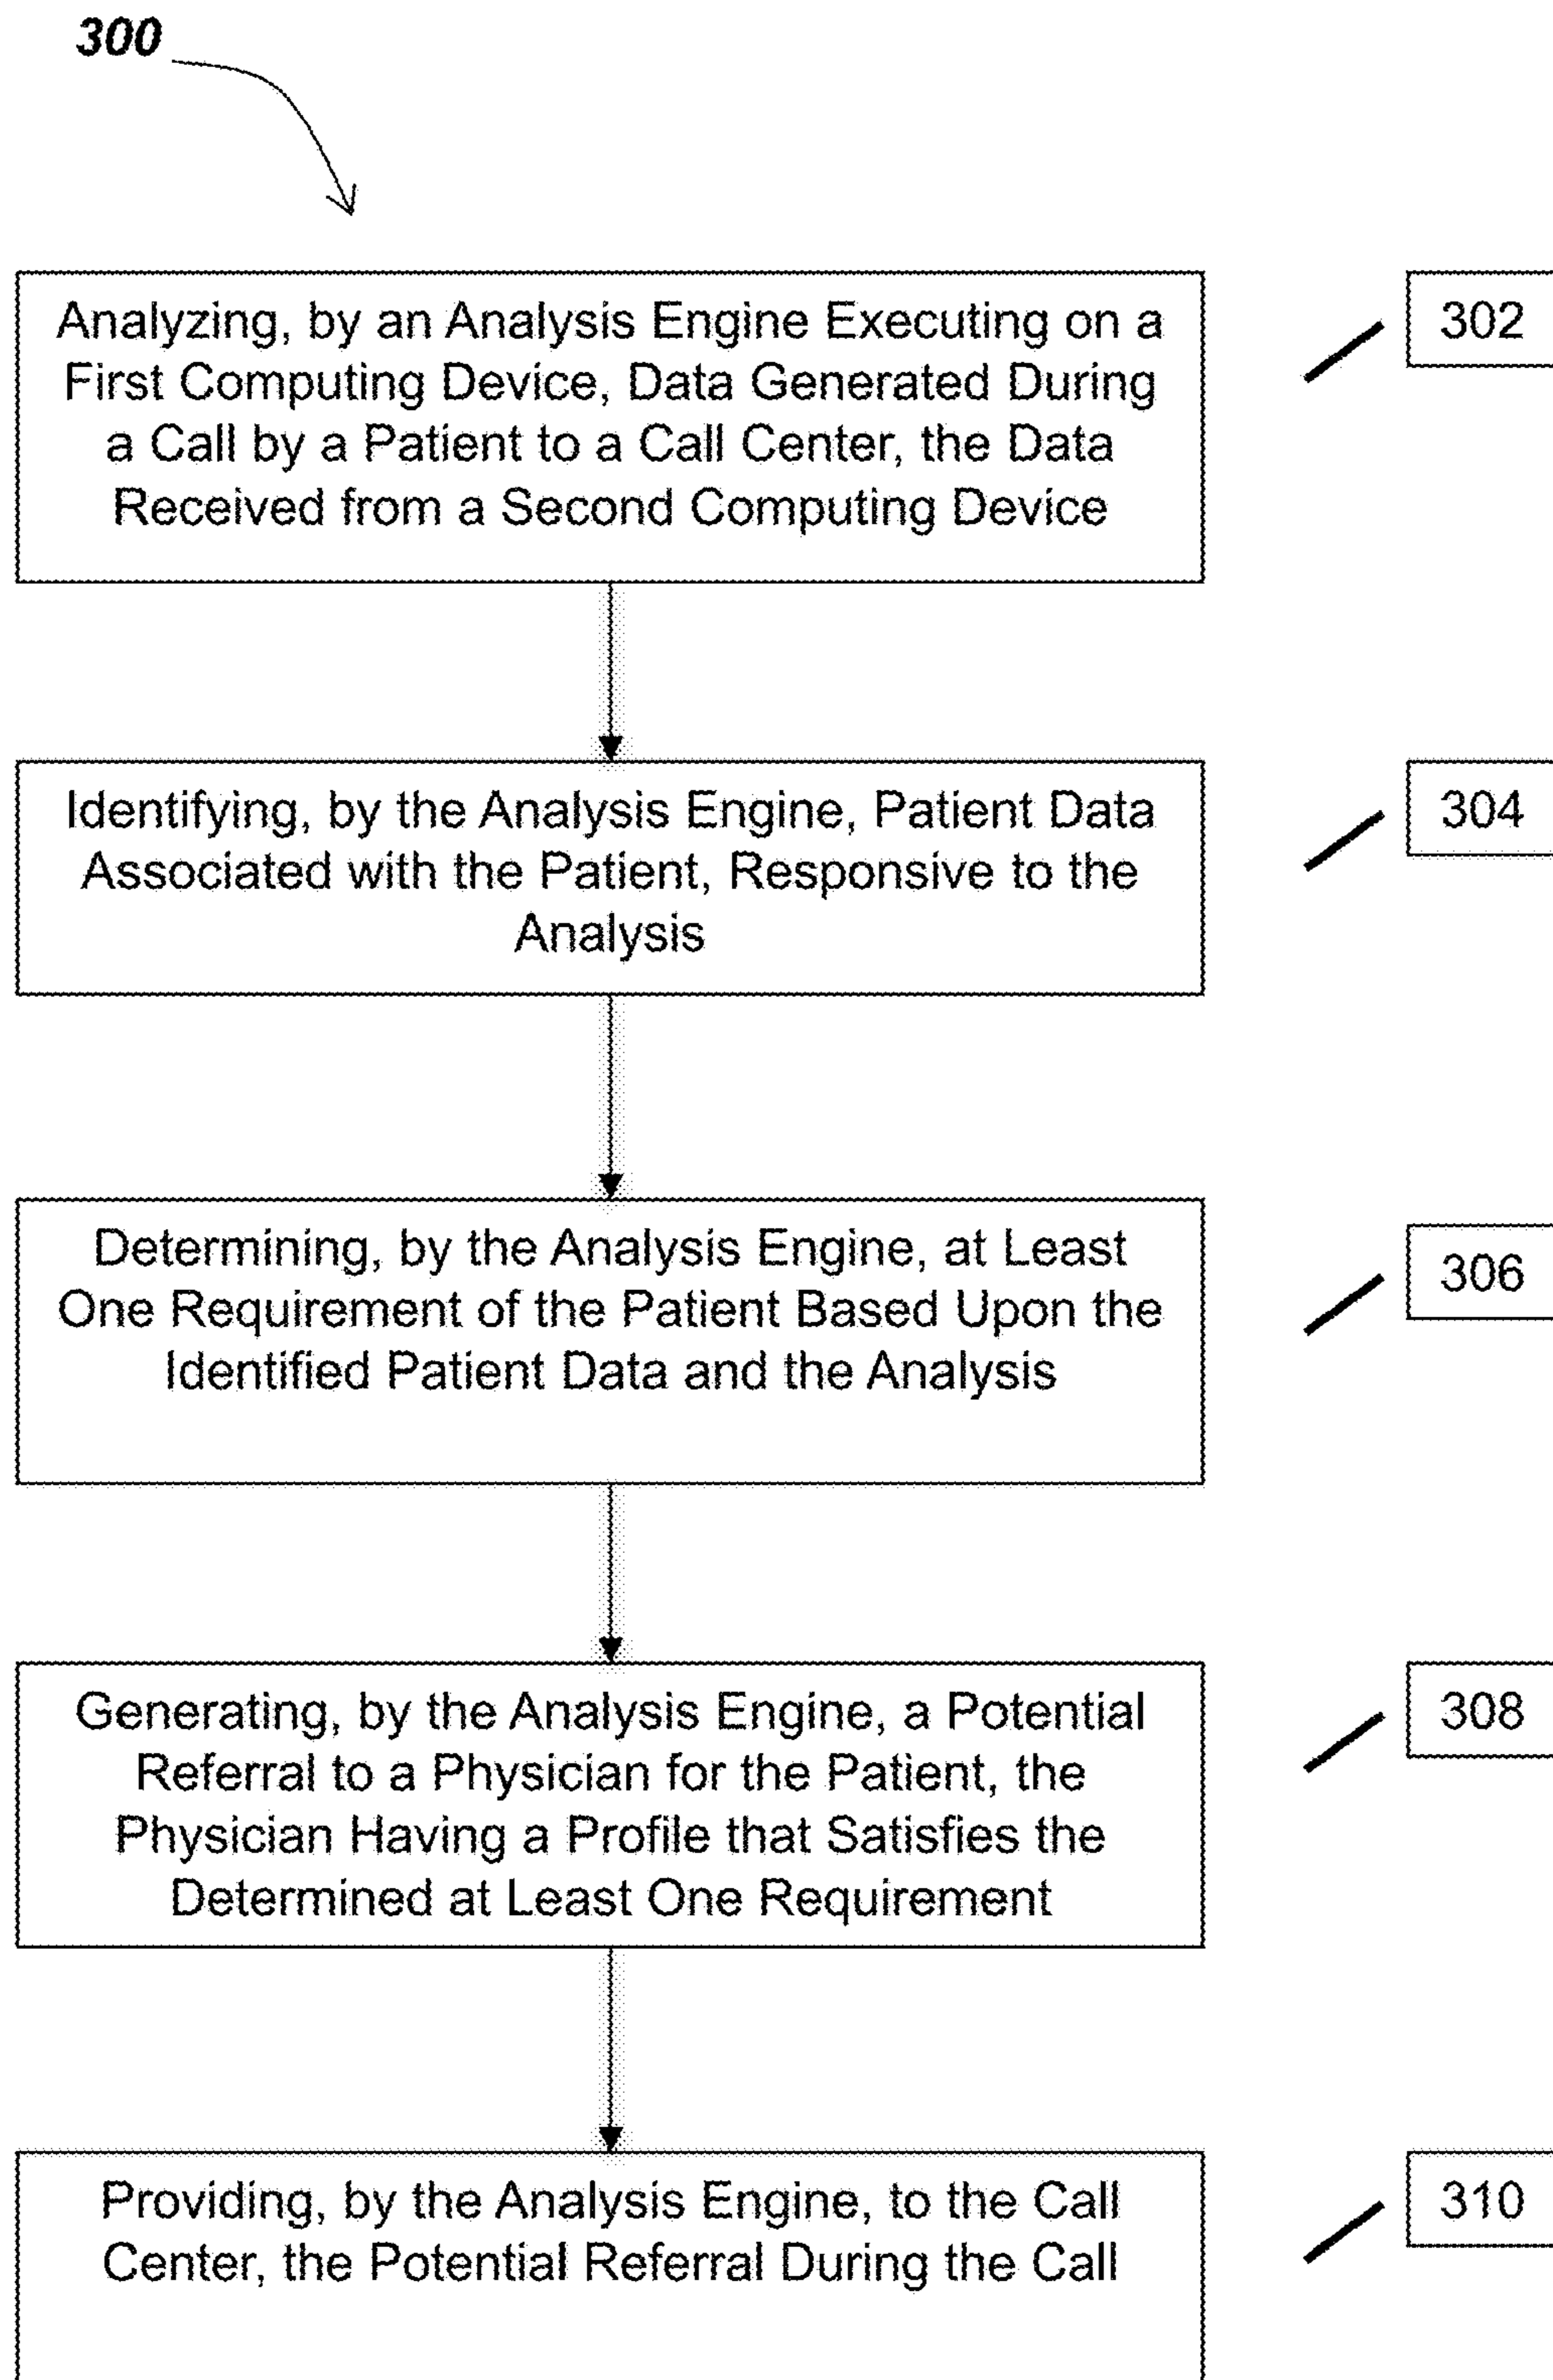 300
Analyzing, by an Analysis Engine Executing on a
First Computing Device, Data Generated During
a Call by a Patient to a Call Center, the Data
Received from a Second Computing Device
302
Identifying, by the Analysis Engine, Patient Data
Associated with the Patient, Responsive to the
Analysis
304
Determining, by the Analysis Engine, at Least
One Requirement of the Patient Based Upon the
Identified Patient Data and the Analysis
306
Generating, by the Analysis Engine, a Potential
Referral to a Physician for the Patient, the
Physician Having a Profile that Satisfies the
Determined at Least One Requirement
308
Providing, by the Analysis Engine, to the Call
Center, the Potential Referral During the Call
310